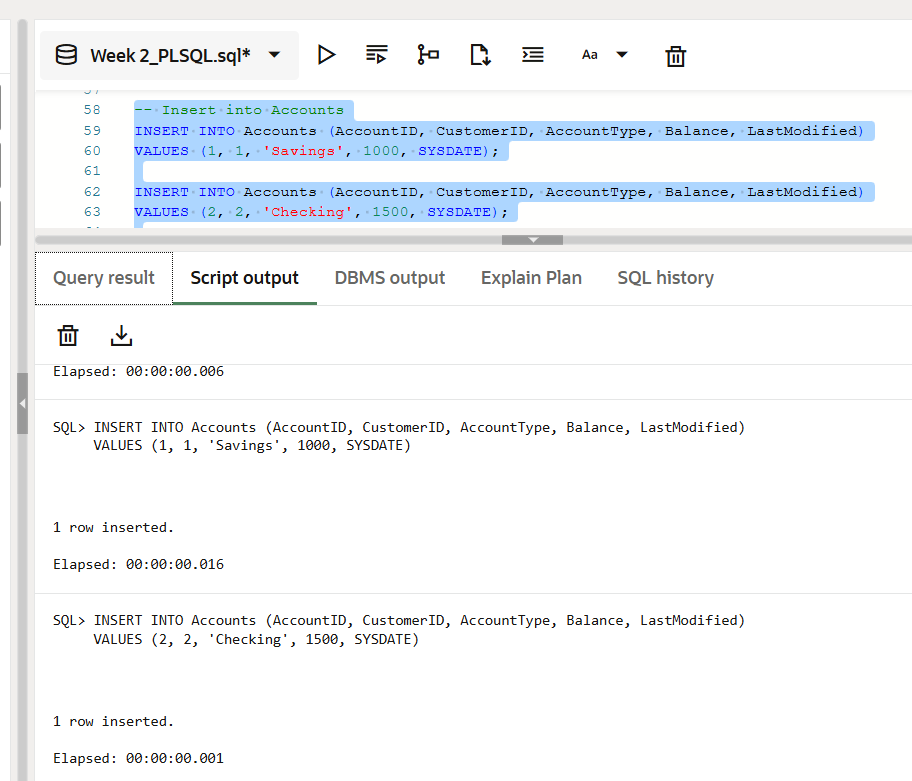 Week 2_PLSQL.sql*
Aa
57
58 -- Insert into Accounts
59 INSERT INTO Accounts (AccountID, CustomerID, AccountType, Balance, LastModified)
60 VALUES (1, 1, 'Savings', 1000, SYSDATE);
61
62 INSERT INTO Accounts (AccountID, CustomerID, AccountType, Balance, LastModified)
63 VALUES (2, 2, 'Checking', 1500, SYSDATE);
Query result Script output DBMS output Explain Plan SQL history
Elapsed: 00:00:00.006
SQL> INSERT INTO Accounts (AccountID, CustomerID, AccountType, Balance, LastModified)
VALUES (1, 1, 'Savings', 1000, SYSDATE)
1 row inserted.
Elapsed: 00:00:00.016
SQL> INSERT INTO Accounts (AccountID, CustomerID, AccountType, Balance, LastModified)
VALUES (2, 2, 'Checking', 1500, SYSDATE)
1 row inserted.
Elapsed: 00:00:00.001